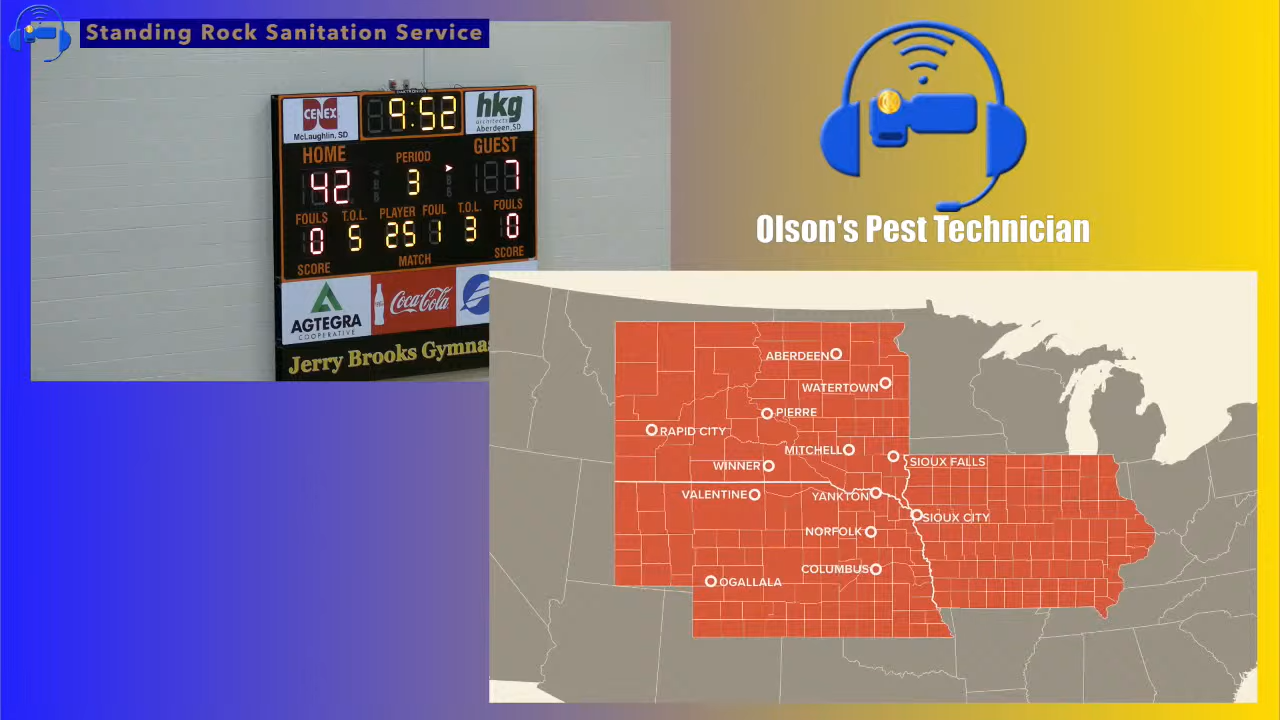 Standing Rock Sanitation Service
CENEX
McLaughlin, SD
9:52
hkg
architects
Aberdeen, SD
HOME
PERIOD
GUEST
42
3
7
FOULS
T.O.L.
PLAYER
FOUL
T.O.L.
FOULS
0
5
25
1
3
0
SCORE
MATCH
SCORE
AGTEGRA
COOPERATIVE
Coca-Cola
Jerry Brooks Gymnas
Olson's Pest Technician
ABERDEEN
WATERTOWN
PIERRE
RAPID CITY
MITCHELL
SIOUX FALLS
WINNER
VALENTINE
YANKTON
SIOUX CITY
NORFOLK
COLUMBUS
OGALLALA